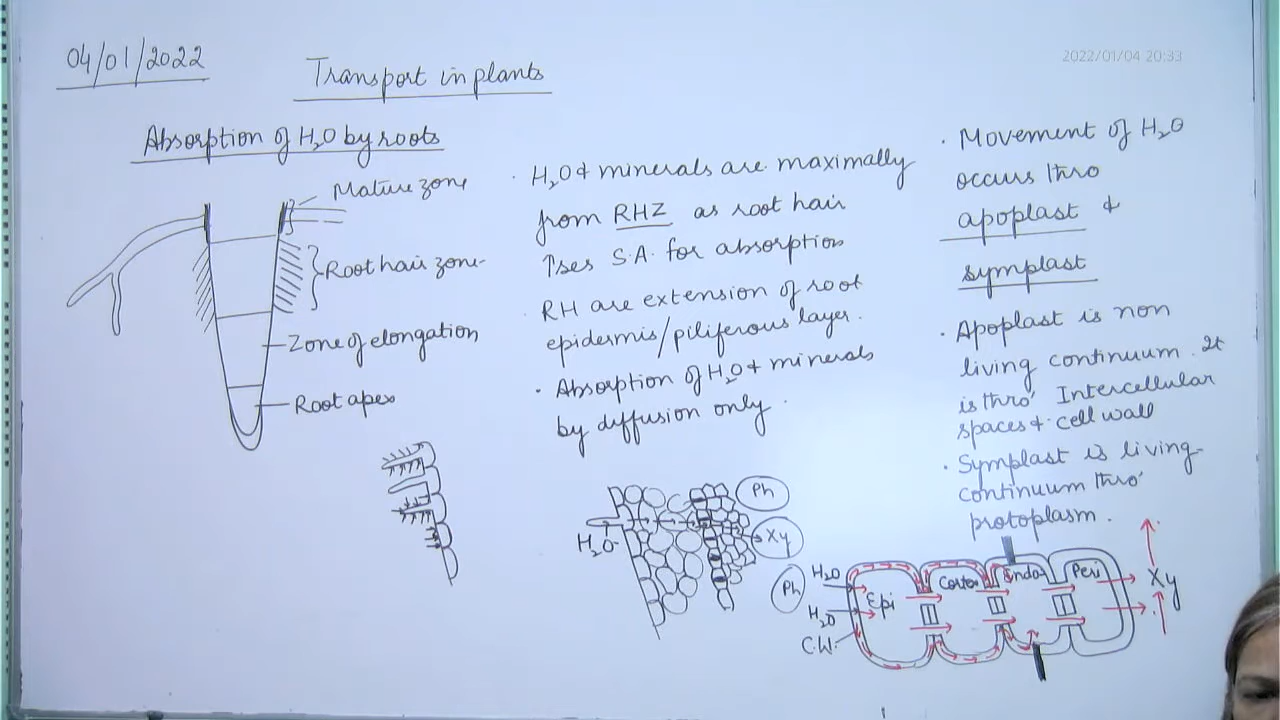 04/01/2022
2022/01/04 20:33
Transport in plants
Absorption of H₂O by roots
Mature zone
Root hair zone
Zone of elongation
Root apex
· H₂O & minerals are maximally
from RHZ as root hair
↑ses S.A. for absorption
· RH are extension of root
epidermis/piliferous layer.
· Absorption of H₂O & minerals
by diffusion only.
H₂O
Ph
Xy
Ph
· Movement of H₂O
occurs thro
apoplast &
symplast
· Apoplast is non
living continuum. It
is thro' Intercellular
spaces & cell wall
· Symplast is living
continuum thro'
protoplasm.
H₂O
H₂O
C.W.
Epi
Cortex
Endo
Peri
Xy